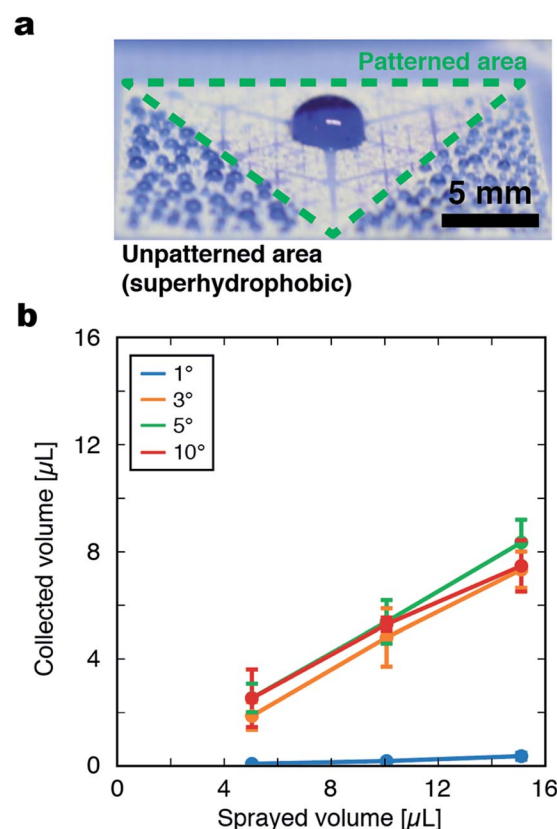 a
Patterned area
5 mm
Unpatterned area
(superhydrophobic)
b
16
12
8
4
0
1°
3°
5°
10°
Collected volume [μL]
0
4
8
12
16
Sprayed volume [μL]